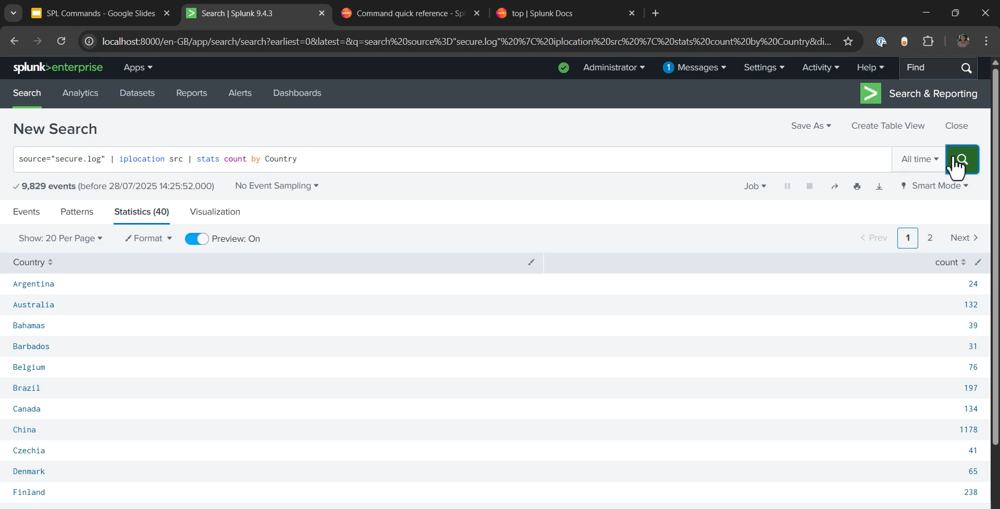 SPL Commands - Google Slides
Search | Splunk 9.4.3
Command quick reference - Spl
top | Splunk Docs
localhost:8000/en-GB/app/search/search?earliest=0&latest=&q=search%20source%3D"secure.log"%20%7C%20iplocation%20src%20%7C%20stats%20count%20by%20Country&di...
splunk>enterprise Apps Administrator 1 Messages Settings Activity Help Find
Search Analytics Datasets Reports Alerts Dashboards Search & Reporting
New Search Save As Create Table View Close
source="secure.log" | iplocation src | stats count by Country All time
9,829 events (before 28/07/2025 14:25:52.000) No Event Sampling Job Smart Mode
Events Patterns Statistics (40) Visualization
Show: 20 Per Page Format Preview: On < Prev 1 2 Next >
Country count
Argentina 24
Australia 132
Bahamas 39
Barbados 31
Belgium 76
Brazil 197
Canada 134
China 1178
Czechia 41
Denmark 65
Finland 238